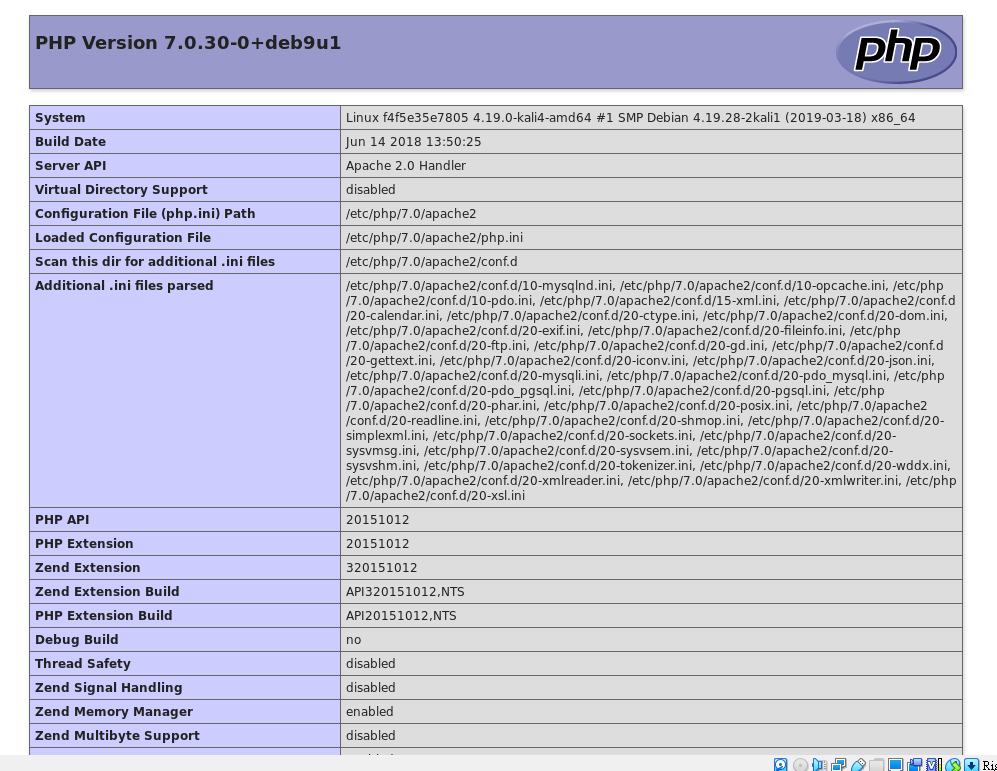 PHP Version 7.0.30-0+deb9u1
php
System Linux f4f5e35e7805 4.19.0-kali4-amd64 #1 SMP Debian 4.19.28-2kali1 (2019-03-18) x86_64
Build Date Jun 14 2018 13:50:25
Server API Apache 2.0 Handler
Virtual Directory Support disabled
Configuration File (php.ini) Path /etc/php/7.0/apache2
Loaded Configuration File /etc/php/7.0/apache2/php.ini
Scan this dir for additional .ini files /etc/php/7.0/apache2/conf.d
Additional .ini files parsed /etc/php/7.0/apache2/conf.d/10-mysqlnd.ini, /etc/php/7.0/apache2/conf.d/10-opcache.ini, /etc/php
/7.0/apache2/conf.d/10-pdo.ini, /etc/php/7.0/apache2/conf.d/15-xml.ini, /etc/php/7.0/apache2/conf.d
/20-calendar.ini, /etc/php/7.0/apache2/conf.d/20-ctype.ini, /etc/php/7.0/apache2/conf.d/20-dom.ini,
/etc/php/7.0/apache2/conf.d/20-exif.ini, /etc/php/7.0/apache2/conf.d/20-fileinfo.ini, /etc/php
/7.0/apache2/conf.d/20-ftp.ini, /etc/php/7.0/apache2/conf.d/20-gd.ini, /etc/php/7.0/apache2/conf.d
/20-gettext.ini, /etc/php/7.0/apache2/conf.d/20-iconv.ini, /etc/php/7.0/apache2/conf.d/20-json.ini,
/etc/php/7.0/apache2/conf.d/20-mysqli.ini, /etc/php/7.0/apache2/conf.d/20-pdo_mysql.ini, /etc/php
/7.0/apache2/conf.d/20-pdo_pgsql.ini, /etc/php/7.0/apache2/conf.d/20-pgsql.ini, /etc/php
/7.0/apache2/conf.d/20-phar.ini, /etc/php/7.0/apache2/conf.d/20-posix.ini, /etc/php/7.0/apache2
/conf.d/20-readline.ini, /etc/php/7.0/apache2/conf.d/20-shmop.ini, /etc/php/7.0/apache2/conf.d/20-
simplexml.ini, /etc/php/7.0/apache2/conf.d/20-sockets.ini, /etc/php/7.0/apache2/conf.d/20-
sysvmsg.ini, /etc/php/7.0/apache2/conf.d/20-sysvsem.ini, /etc/php/7.0/apache2/conf.d/20-
sysvshm.ini, /etc/php/7.0/apache2/conf.d/20-tokenizer.ini, /etc/php/7.0/apache2/conf.d/20-wddx.ini,
/etc/php/7.0/apache2/conf.d/20-xmlreader.ini, /etc/php/7.0/apache2/conf.d/20-xmlwriter.ini, /etc/php
/7.0/apache2/conf.d/20-xsl.ini
PHP API 20151012
PHP Extension 20151012
Zend Extension 320151012
Zend Extension Build API320151012,NTS
PHP Extension Build API20151012,NTS
Debug Build no
Thread Safety disabled
Zend Signal Handling disabled
Zend Memory Manager enabled
Zend Multibyte Support disabled